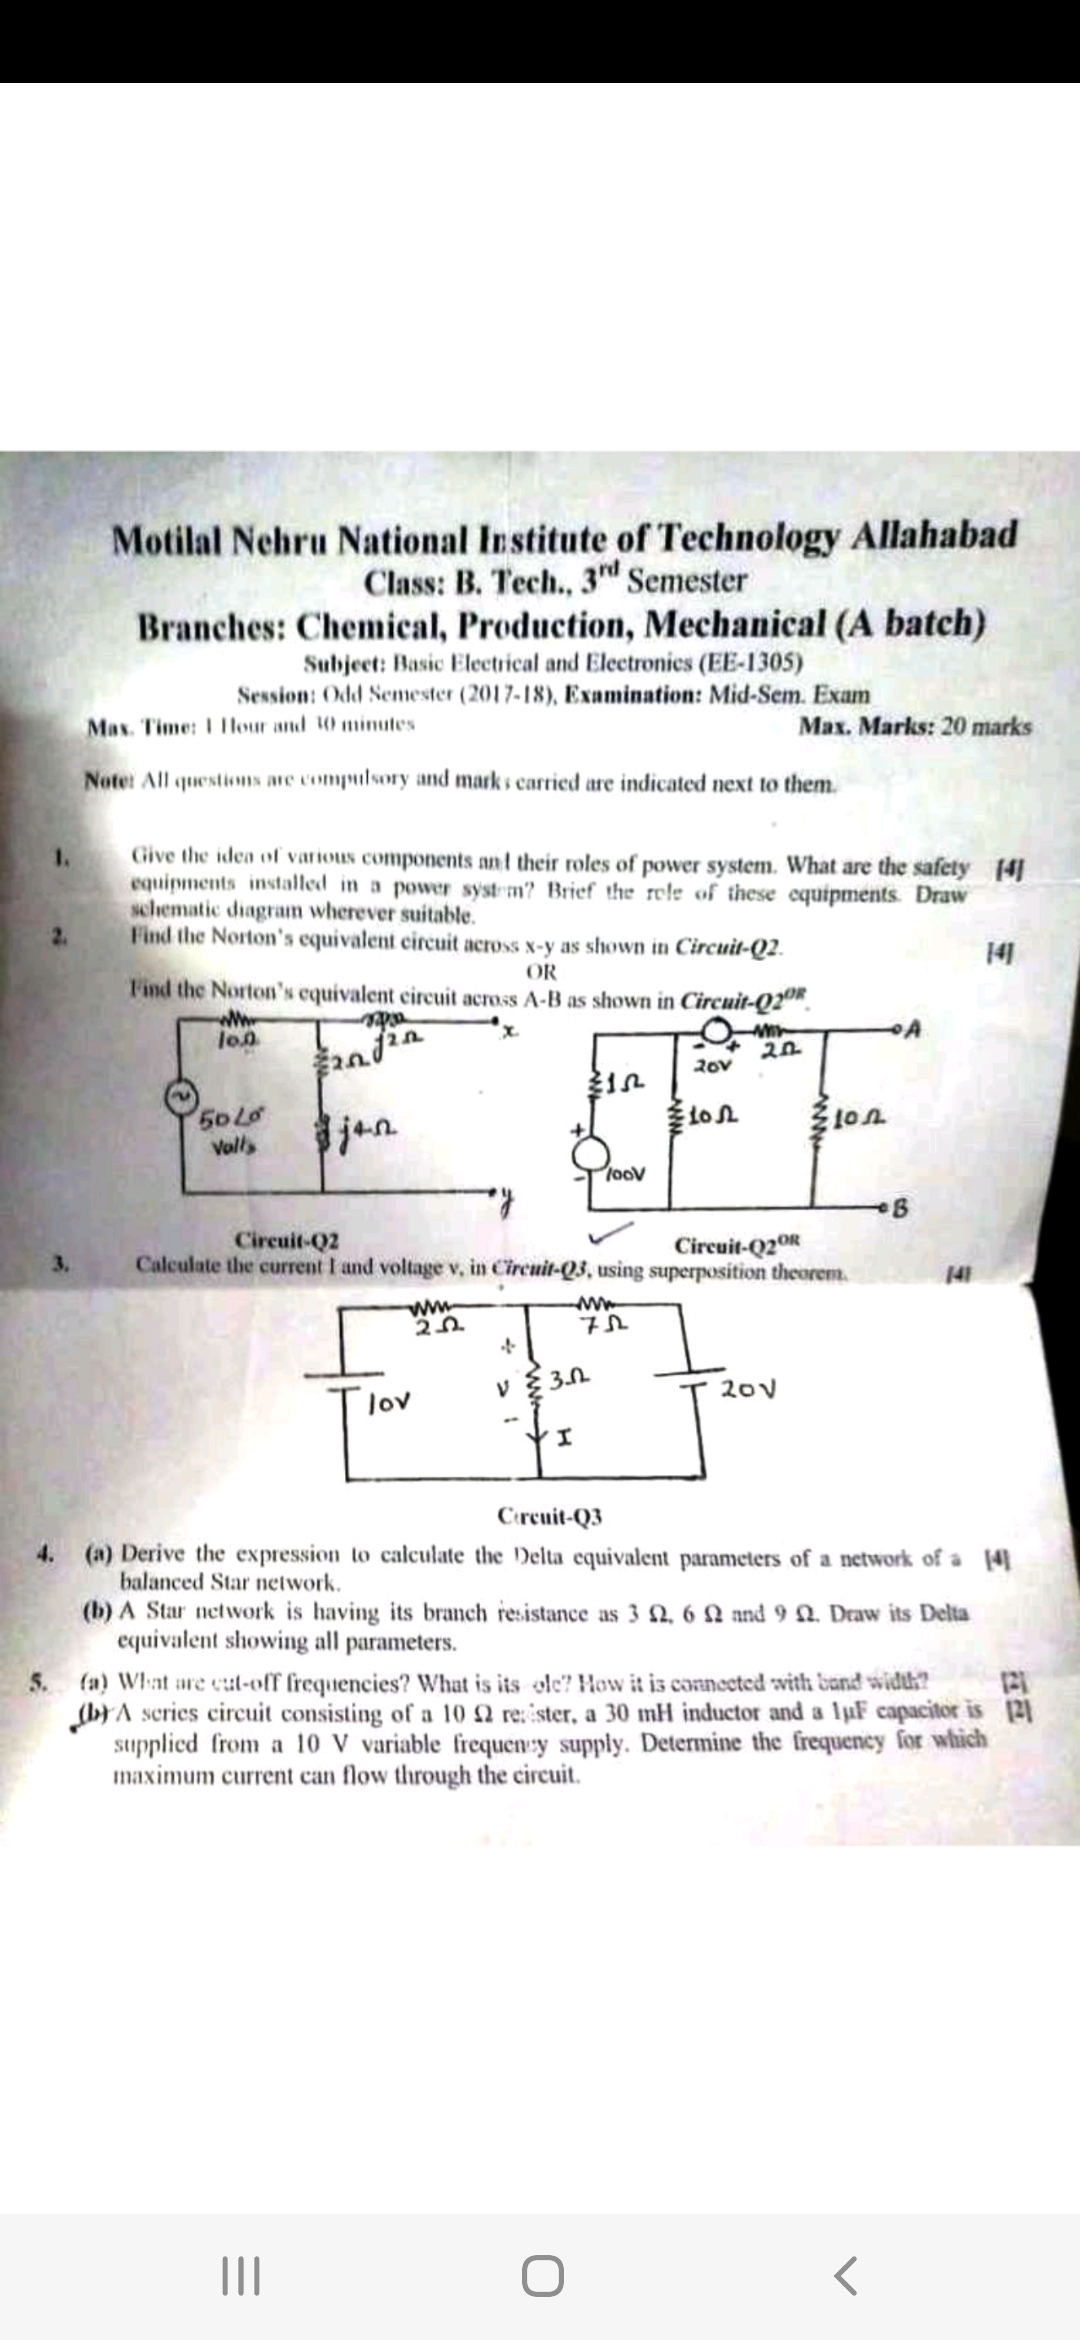 Motilal Nehru National Institute of Technology Allahabad
Class: B. Tech., 3rd Semester
Branches: Chemical, Production, Mechanical (A batch)
Subject: Basic Electrical and Electronics (EE-1305)
Session: Odd Semester (2017-18), Examination: Mid-Sem. Exam
Max. Time: 1 Hour and 30 minutes Max. Marks: 20 marks
Note: All questions are compulsory and marks carried are indicated next to them.
1. Give the idea of various components and their roles of power system. What are the safety [4]
equipments installed in a power system? Brief the role of these equipments. Draw
schematic diagram wherever suitable.
2. Find the Norton's equivalent circuit across x-y as shown in Circuit-Q2. [4]
OR
Find the Norton's equivalent circuit across A-B as shown in Circuit-Q2OR.
10Ω j2Ω x
2Ω
50∠0°
Volts
j4Ω
y
20V 2Ω A
1Ω
10Ω 10Ω
100V
B
Circuit-Q2 Circuit-Q2OR
3. Calculate the current I and voltage v, in Circuit-Q3, using superposition theorem. [4]
2Ω 7Ω
+
v 3Ω
-
10V 20V
I
Circuit-Q3
4. (a) Derive the expression to calculate the Delta equivalent parameters of a network of a [4]
balanced Star network.
(b) A Star network is having its branch resistance as 3 Ω, 6 Ω and 9 Ω. Draw its Delta
equivalent showing all parameters.
5. (a) What are cut-off frequencies? What is its role? How it is connected with band width? [2]
(b) A series circuit consisting of a 10 Ω resister, a 30 mH inductor and a 1µF capacitor is [2]
supplied from a 10 V variable frequency supply. Determine the frequency for which
maximum current can flow through the circuit.